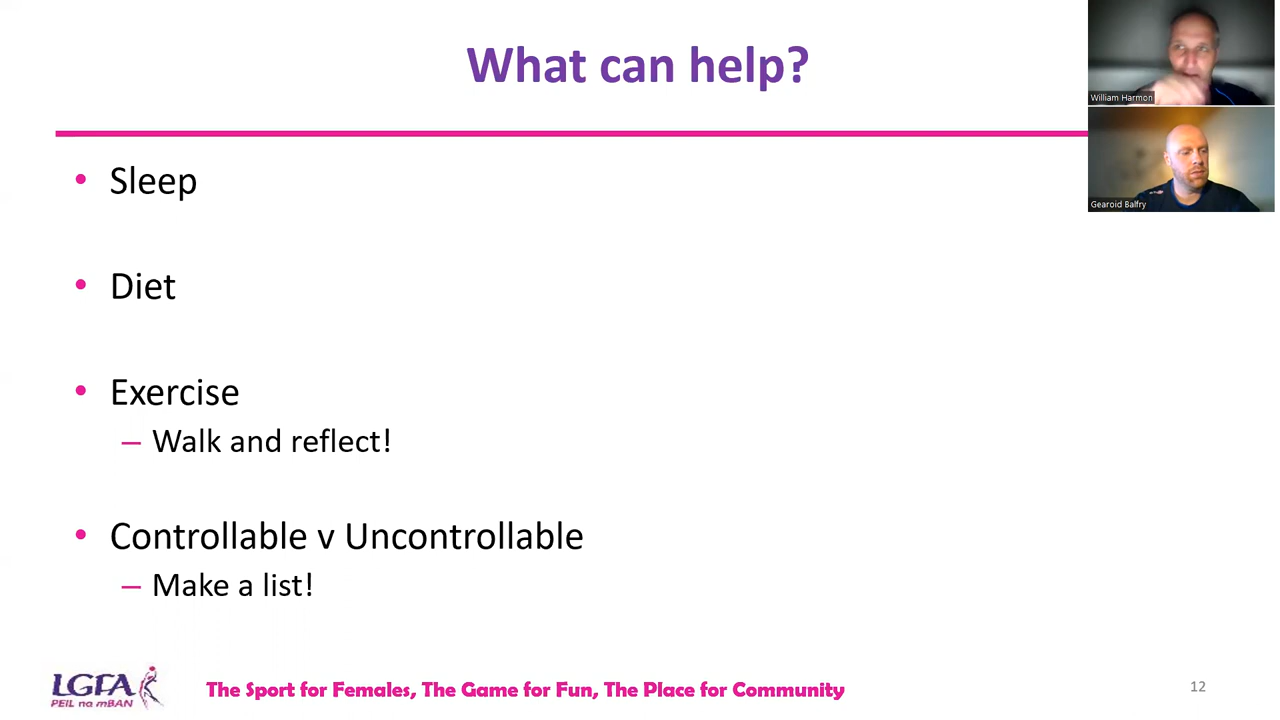 What can help?
William Harmon
Gearoid Balfry
• Sleep
• Diet
• Exercise
– Walk and reflect!
• Controllable v Uncontrollable
– Make a list!
LGFA
PEIL na mBAN
The Sport for Females, The Game for Fun, The Place for Community
12